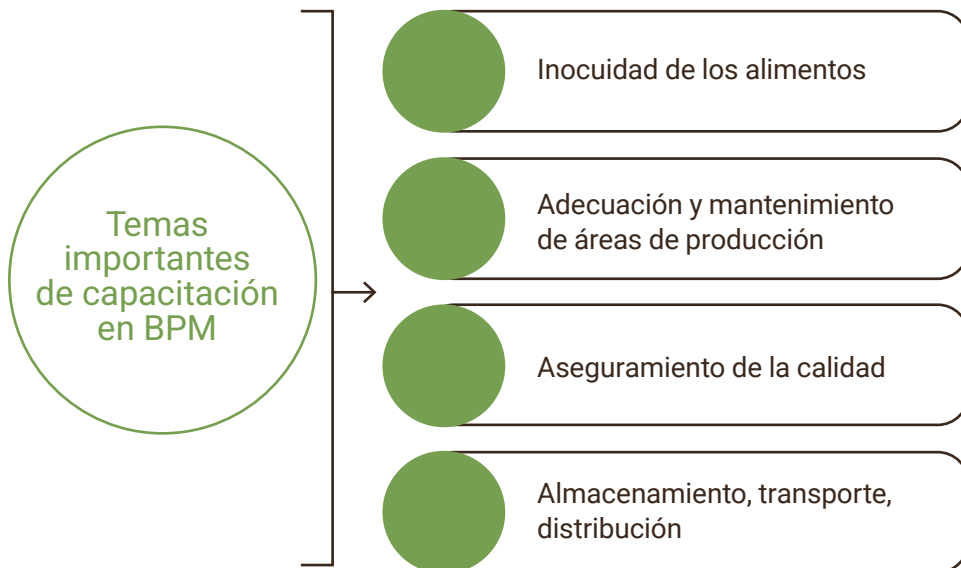 Temas
importantes
de capacitación
en BPM
Inocuidad de los alimentos
Adecuación y mantenimiento
de áreas de producción
Aseguramiento de la calidad
Almacenamiento, transporte,
distribución